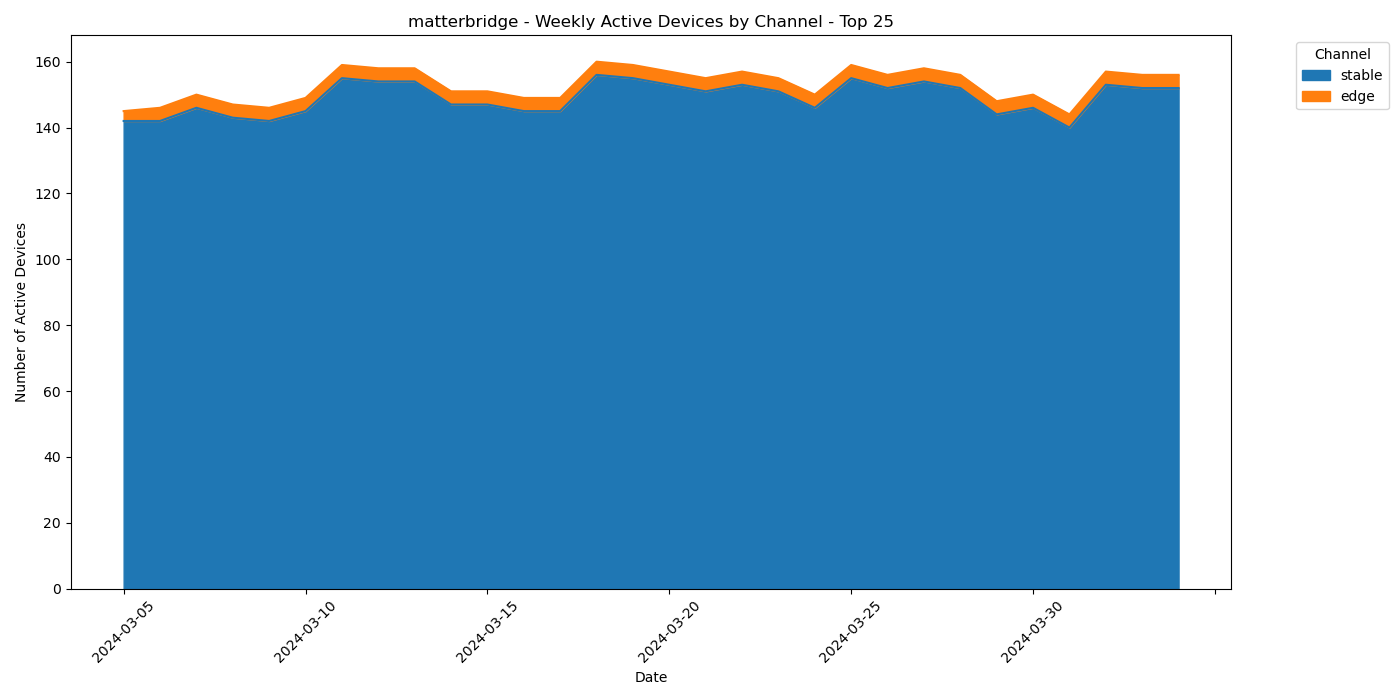 matterbridge - Weekly Active Devices by Channel - Top 25
Channel
stable
edge
Number of Active Devices
160
140
120
100
80
60
40
20
0
2024-03-05
2024-03-10
2024-03-15
2024-03-20
2024-03-25
2024-03-30
Date